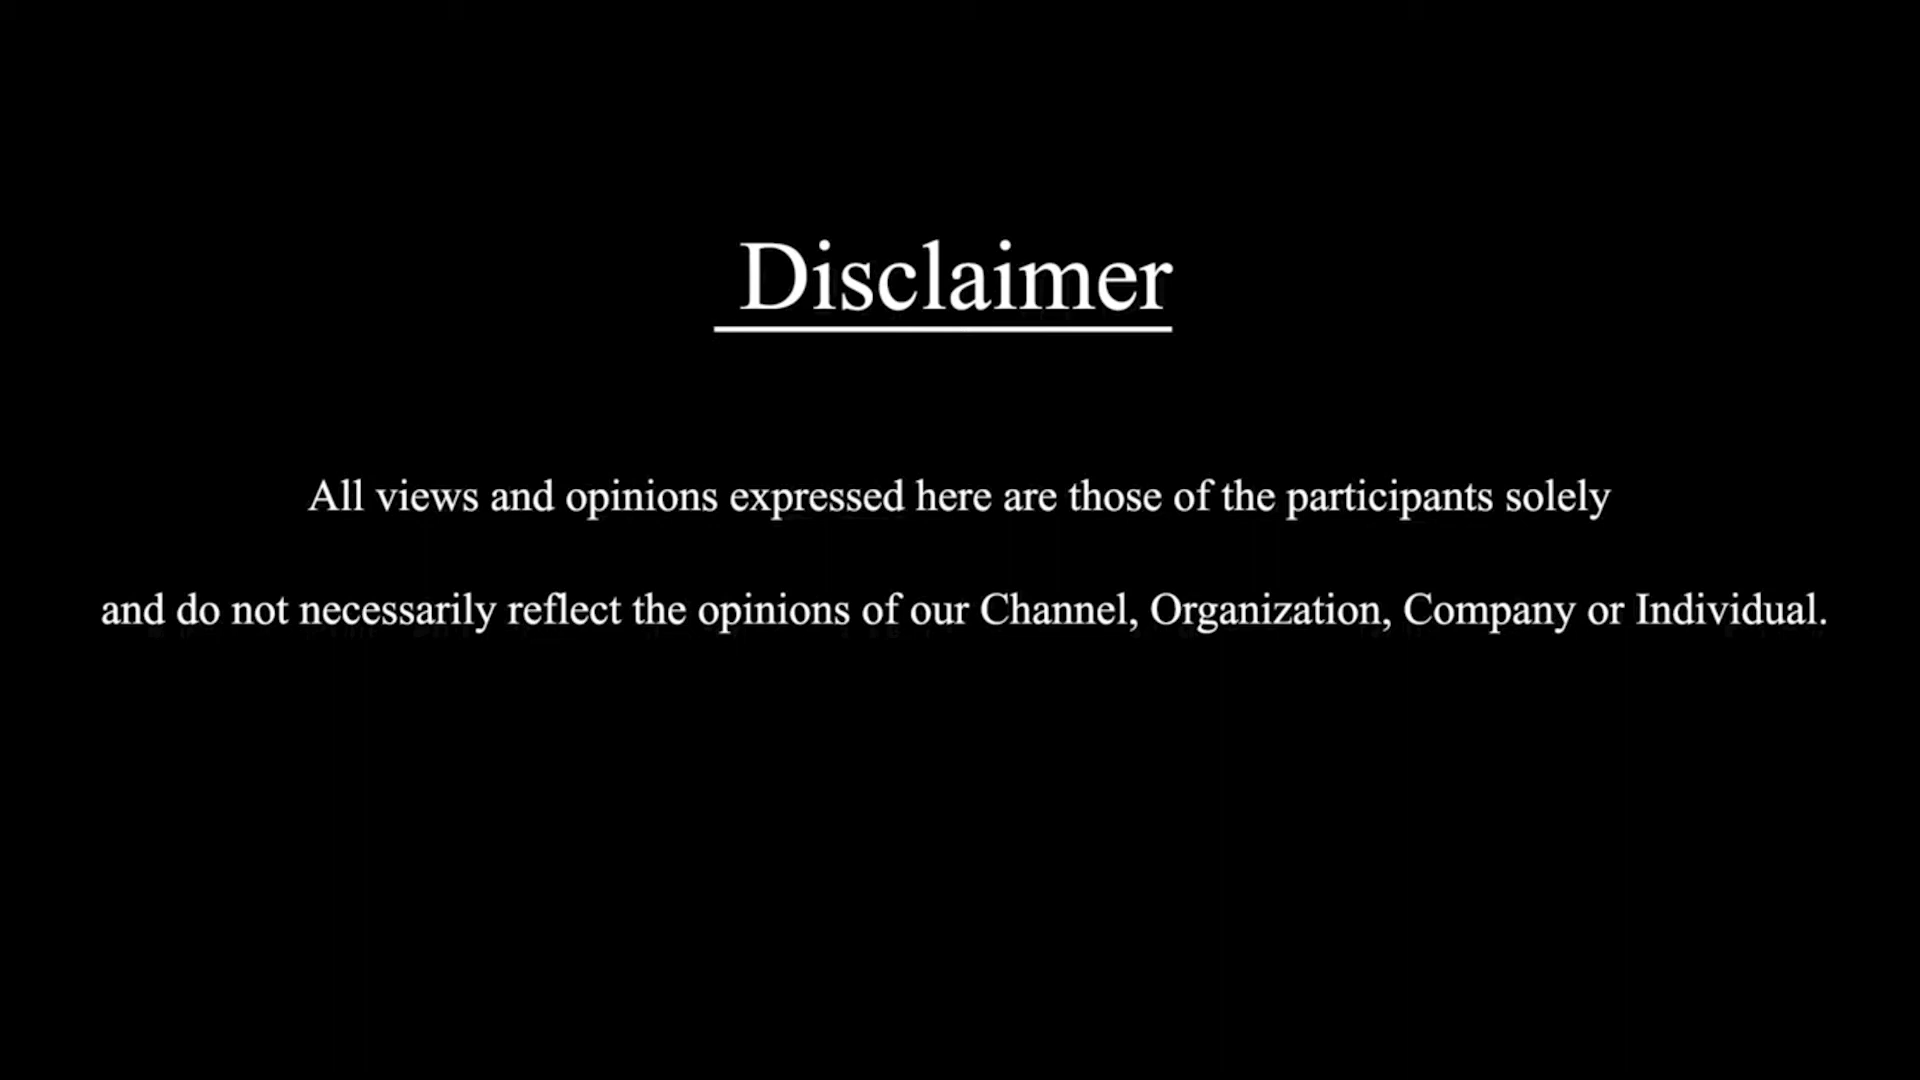 Disclaimer
All views and opinions expressed here are those of the participants solely
and do not necessarily reflect the opinions of our Channel, Organization, Company or Individual.